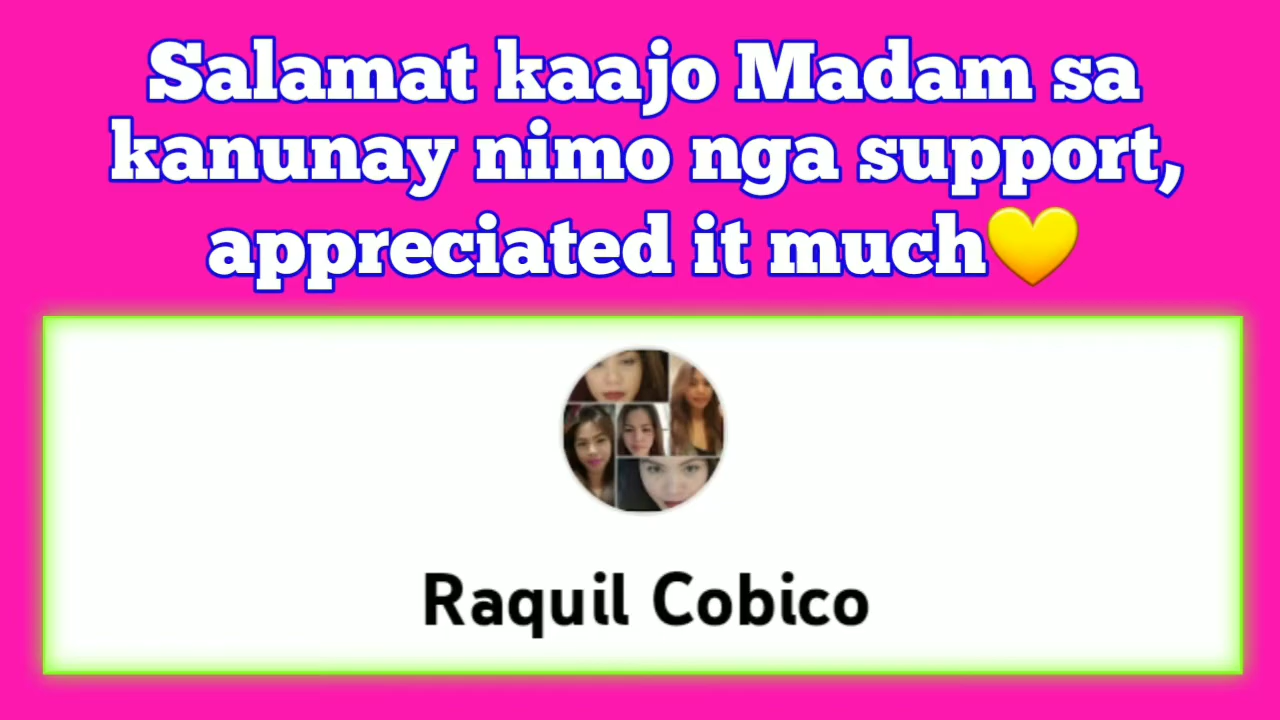 Salamat kaajo Madam sa
kanunay nimo nga support,
appreciated it much💛
Raquil Cobico